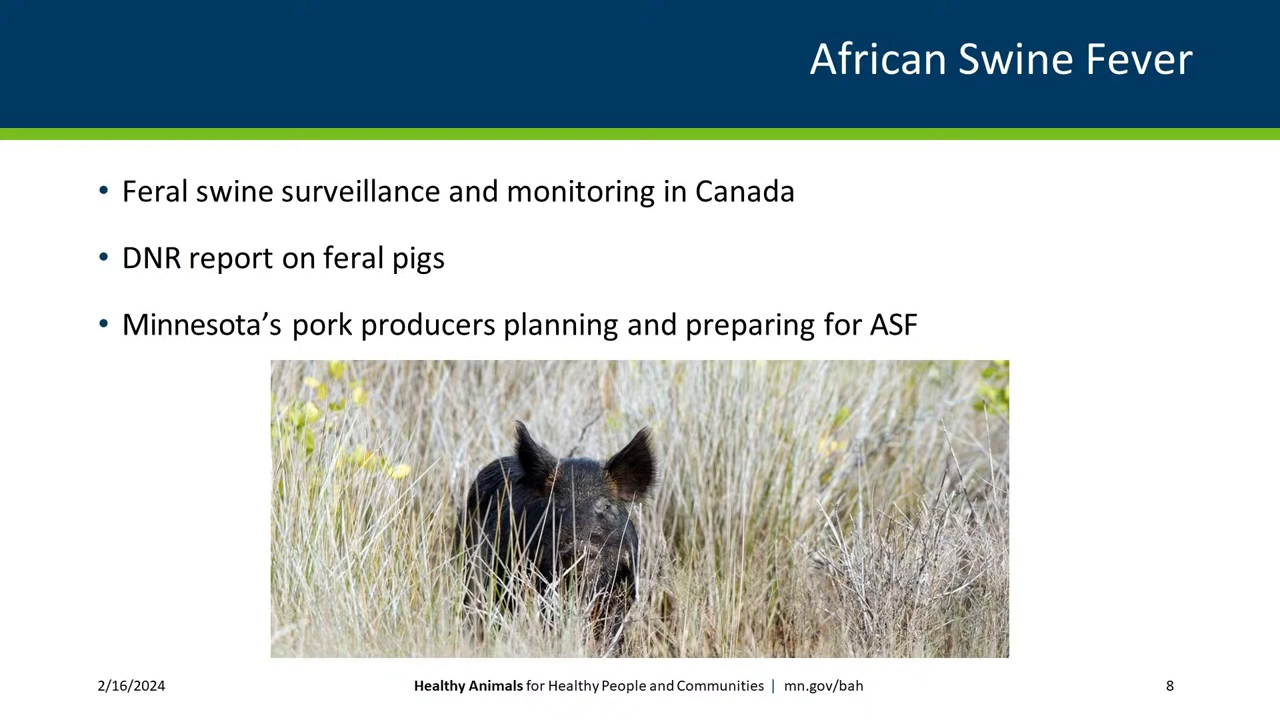 African Swine Fever
• Feral swine surveillance and monitoring in Canada
• DNR report on feral pigs
• Minnesota’s pork producers planning and preparing for ASF
2/16/2024
Healthy Animals for Healthy People and Communities | mn.gov/bah
8